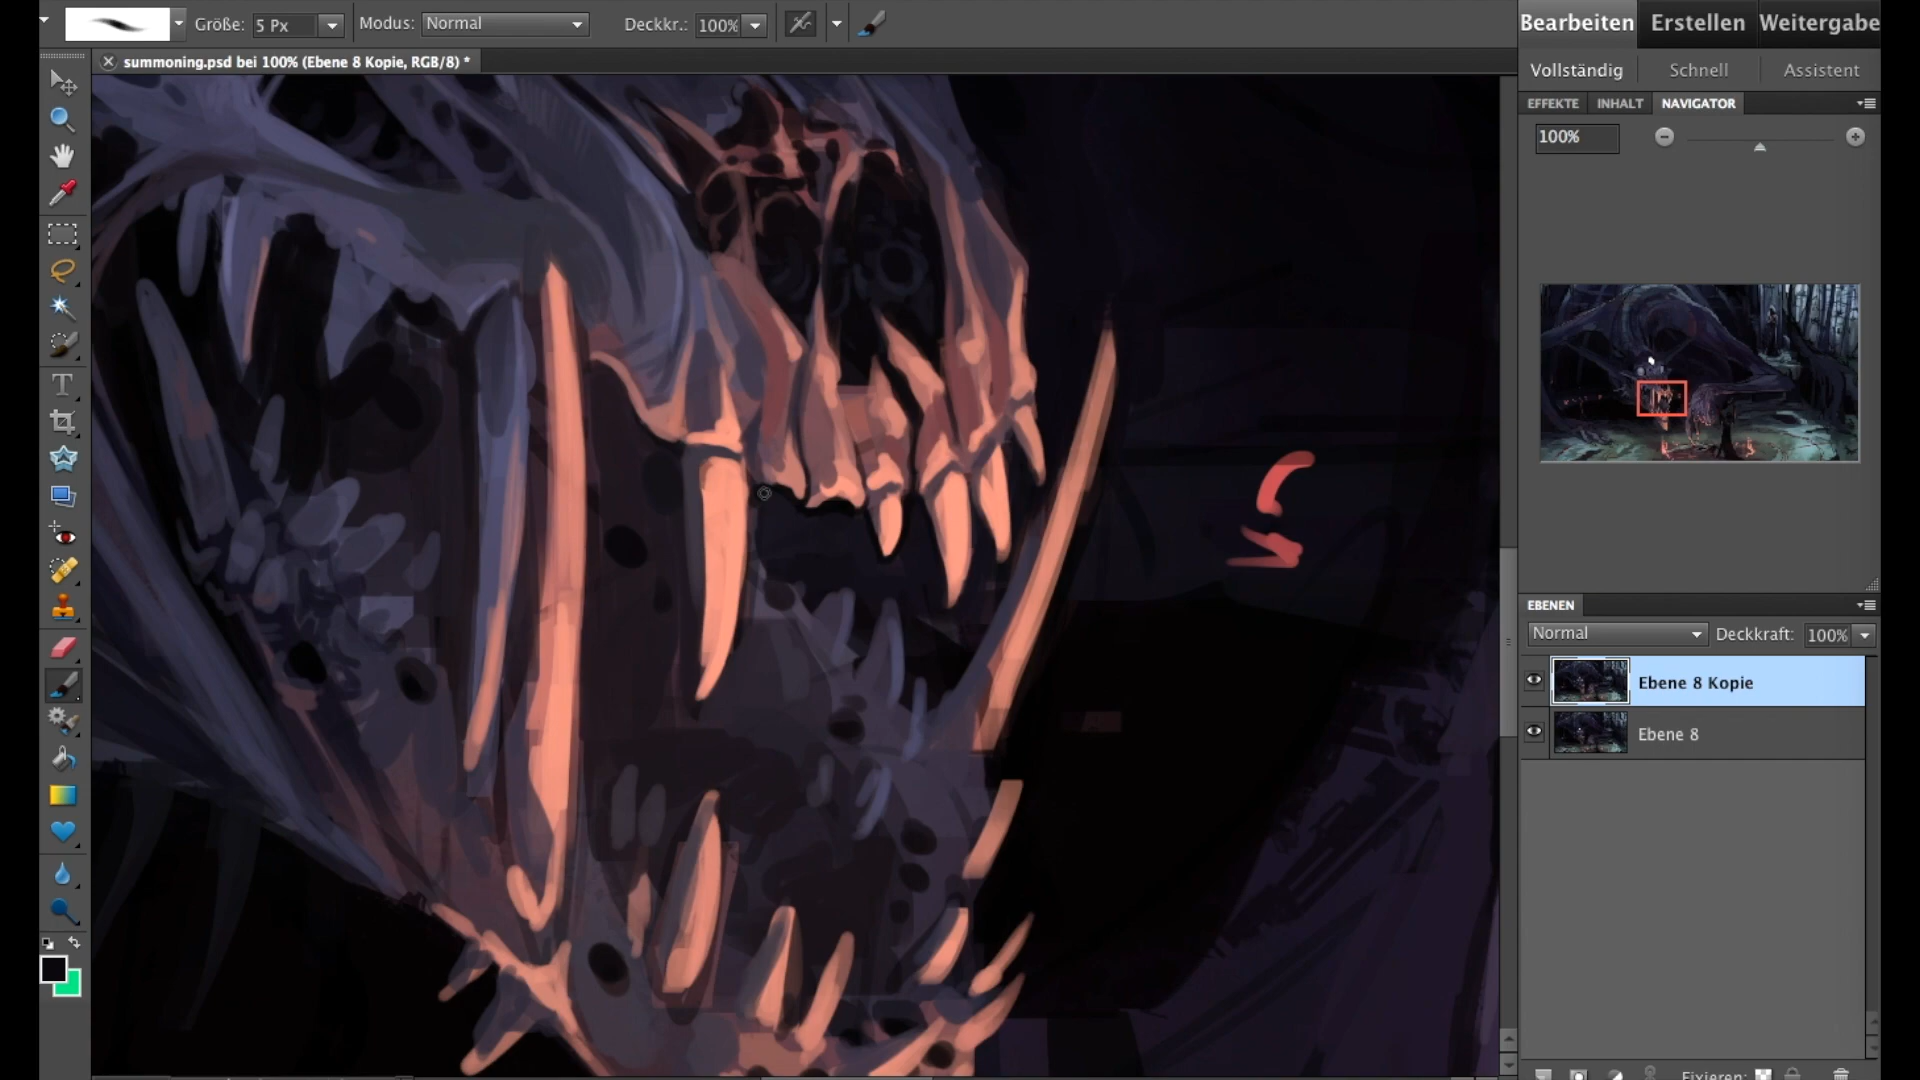 Größe: 5 Px Modus: Normal Deckkr.: 100%
Bearbeiten Erstellen Weitergabe
summoning.psd bei 100% (Ebene 8 Kopie, RGB/8) *
Vollständig Schnell Assistent
EFFEKTE INHALT NAVIGATOR
100%
EBENEN
Normal Deckkraft: 100%
Ebene 8 Kopie
Ebene 8
Fixieren: